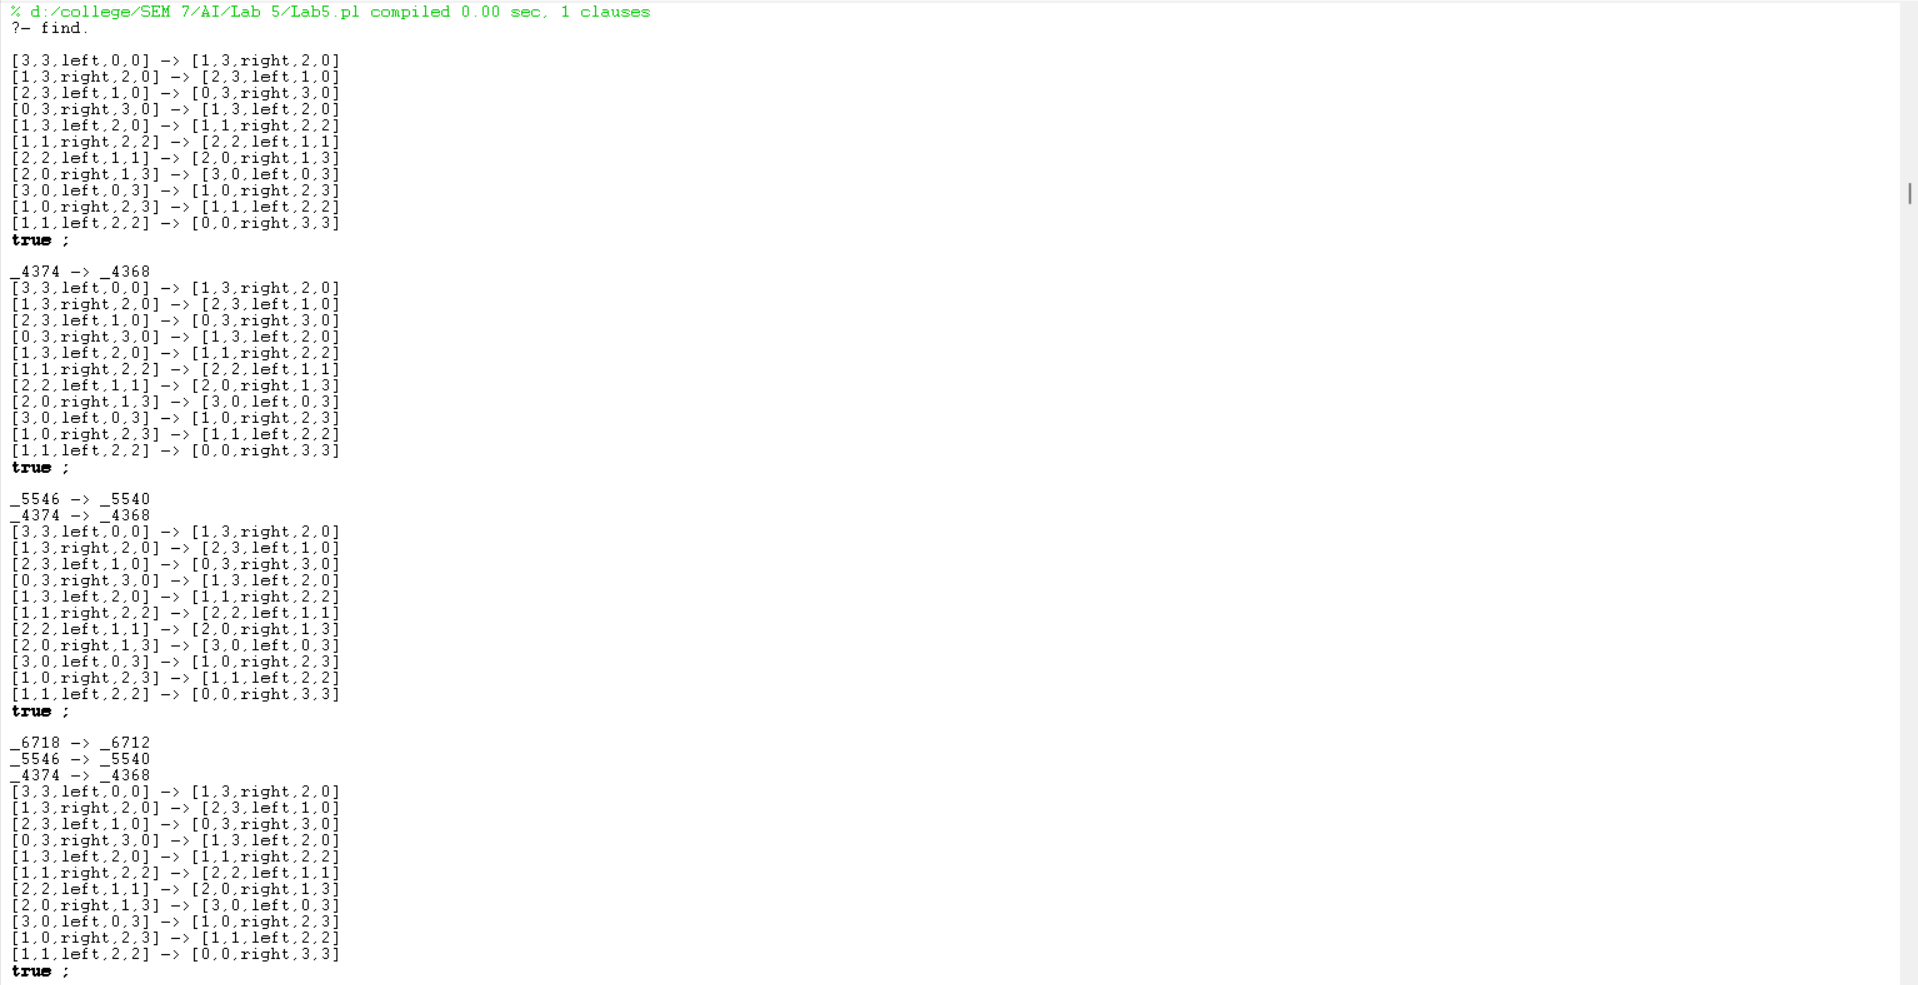 % d:/college/SEM 7/AI/Lab 5/Lab5.pl compiled 0.00 sec, 1 clauses
?- find.
[3,3,left,0,0] -> [1,3,right,2,0]
[1,3,right,2,0] -> [2,3,left,1,0]
[2,3,left,1,0] -> [0,3,right,3,0]
[0,3,right,3,0] -> [1,3,left,2,0]
[1,3,left,2,0] -> [1,1,right,2,2]
[1,1,right,2,2] -> [2,2,left,1,1]
[2,2,left,1,1] -> [2,0,right,1,3]
[2,0,right,1,3] -> [3,0,left,0,3]
[3,0,left,0,3] -> [1,0,right,2,3]
[1,0,right,2,3] -> [1,1,left,2,2]
[1,1,left,2,2] -> [0,0,right,3,3]
true ;
_4374 -> _4368
[3,3,left,0,0] -> [1,3,right,2,0]
[1,3,right,2,0] -> [2,3,left,1,0]
[2,3,left,1,0] -> [0,3,right,3,0]
[0,3,right,3,0] -> [1,3,left,2,0]
[1,3,left,2,0] -> [1,1,right,2,2]
[1,1,right,2,2] -> [2,2,left,1,1]
[2,2,left,1,1] -> [2,0,right,1,3]
[2,0,right,1,3] -> [3,0,left,0,3]
[3,0,left,0,3] -> [1,0,right,2,3]
[1,0,right,2,3] -> [1,1,left,2,2]
[1,1,left,2,2] -> [0,0,right,3,3]
true ;
_5546 -> _5540
_4374 -> _4368
[3,3,left,0,0] -> [1,3,right,2,0]
[1,3,right,2,0] -> [2,3,left,1,0]
[2,3,left,1,0] -> [0,3,right,3,0]
[0,3,right,3,0] -> [1,3,left,2,0]
[1,3,left,2,0] -> [1,1,right,2,2]
[1,1,right,2,2] -> [2,2,left,1,1]
[2,2,left,1,1] -> [2,0,right,1,3]
[2,0,right,1,3] -> [3,0,left,0,3]
[3,0,left,0,3] -> [1,0,right,2,3]
[1,0,right,2,3] -> [1,1,left,2,2]
[1,1,left,2,2] -> [0,0,right,3,3]
true ;
_6718 -> _6712
_5546 -> _5540
_4374 -> _4368
[3,3,left,0,0] -> [1,3,right,2,0]
[1,3,right,2,0] -> [2,3,left,1,0]
[2,3,left,1,0] -> [0,3,right,3,0]
[0,3,right,3,0] -> [1,3,left,2,0]
[1,3,left,2,0] -> [1,1,right,2,2]
[1,1,right,2,2] -> [2,2,left,1,1]
[2,2,left,1,1] -> [2,0,right,1,3]
[2,0,right,1,3] -> [3,0,left,0,3]
[3,0,left,0,3] -> [1,0,right,2,3]
[1,0,right,2,3] -> [1,1,left,2,2]
[1,1,left,2,2] -> [0,0,right,3,3]
true ;